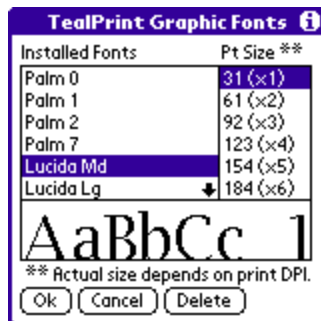 TealPrint Graphic Fonts i
Installed Fonts Pt Size **
Palm 0 31 (x1)
Palm 1 61 (x2)
Palm 2 92 (x3)
Palm 7 123 (x4)
Lucida Md 154 (x5)
Lucida Lg 184 (x6)
AaBbCc 1
** Actual size depends on print DPI.
Ok Cancel Delete